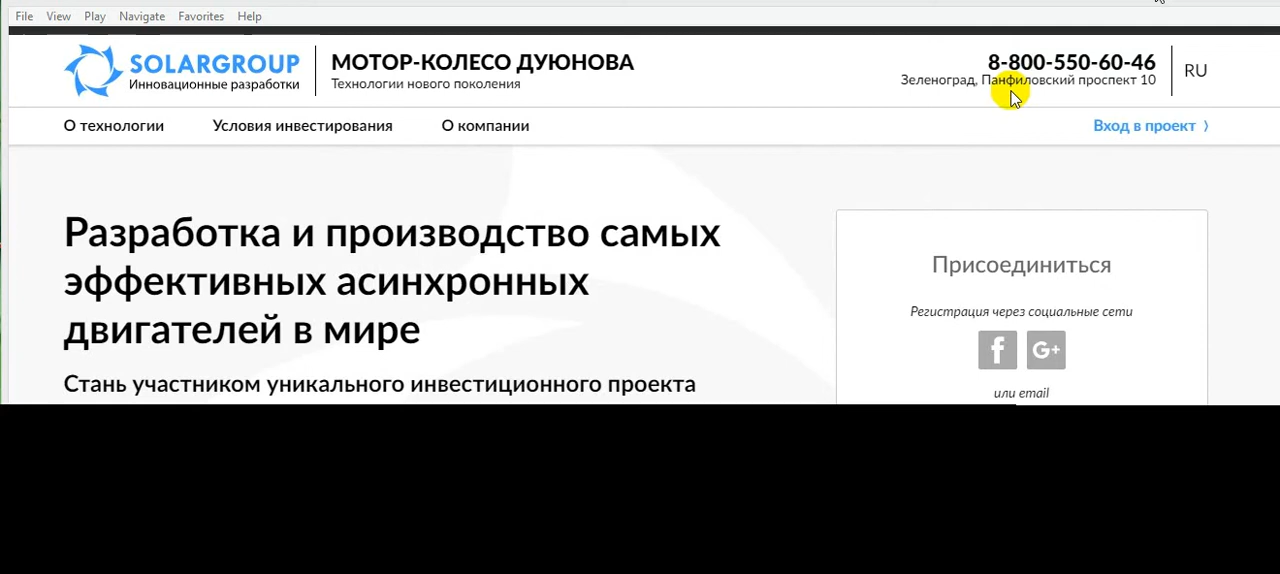 File View Play Navigate Favorites Help
SOLARGROUP
Инновационные разработки
МОТОР-КОЛЕСО ДУЮНОВА
Технологии нового поколения
8-800-550-60-46
Зеленоград, Панфиловский проспект 10
RU
О технологии Условия инвестирования О компании Вход в проект
Разработка и производство самых
эффективных асинхронных
двигателей в мире
Стань участником уникального инвестиционного проекта
Присоединиться
Регистрация через социальные сети
f G+
или email